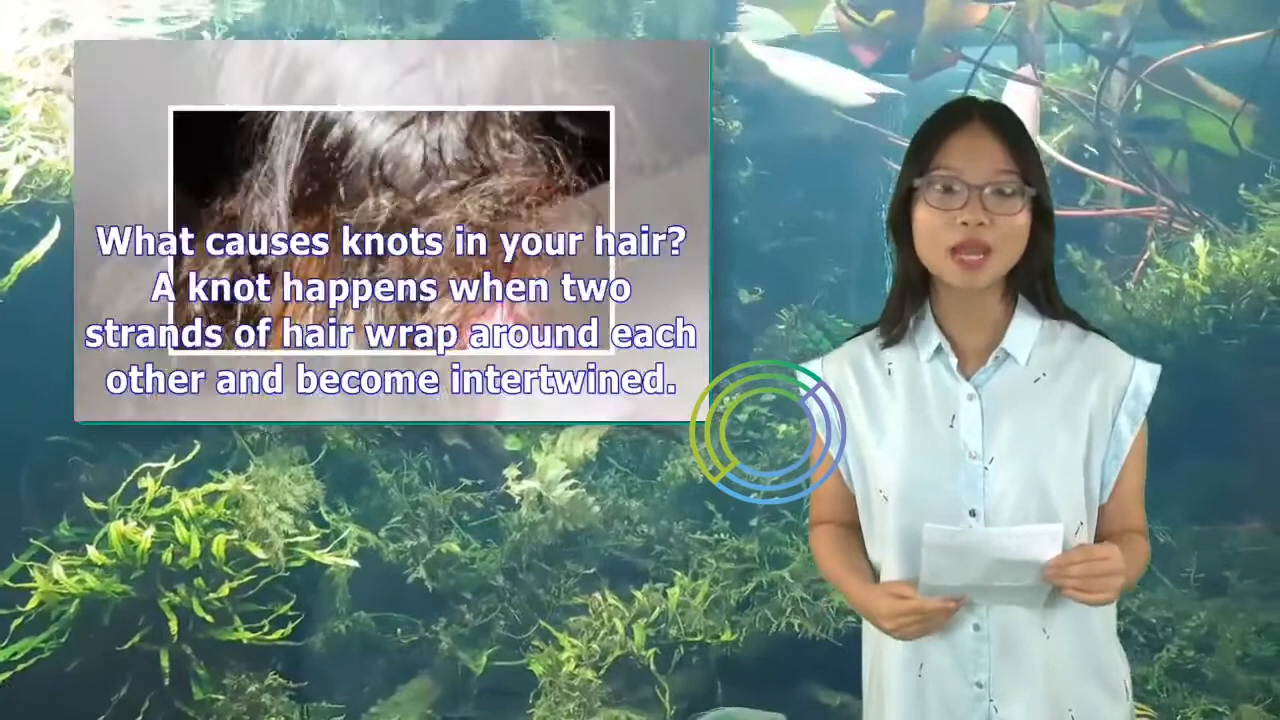 What causes knots in your hair?
A knot happens when two
strands of hair wrap around each
other and become intertwined.